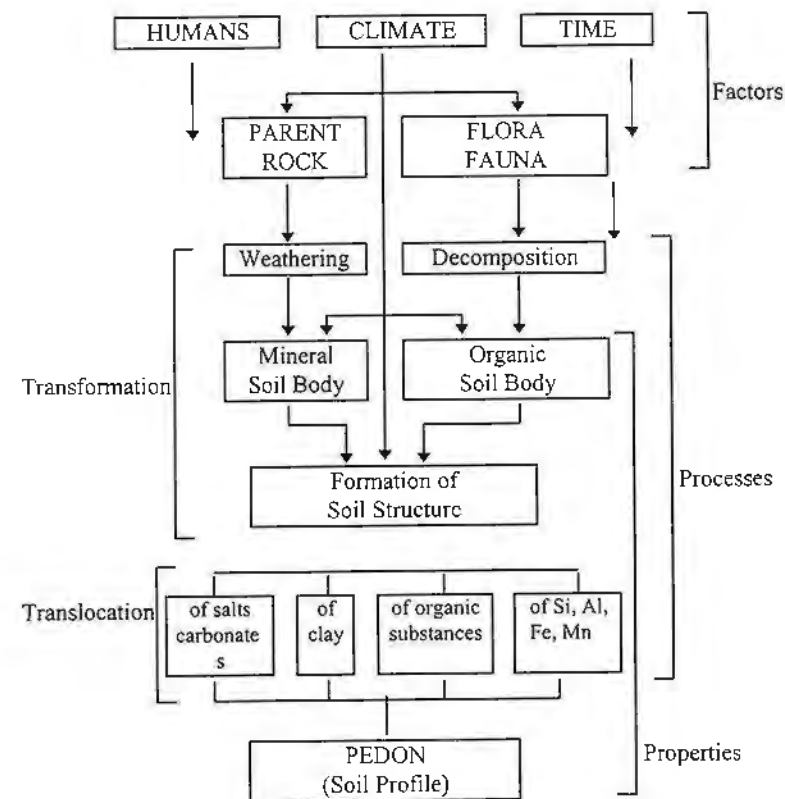 HUMANS
CLIMATE
TIME
Factors
PARENT
ROCK
FLORA
FAUNA
Weathering
Decomposition
Transformation
Mineral
Soil Body
Organic
Soil Body
Formation of
Soil Structure
Processes
Translocation
of salts
carbonate
s
of
clay
of organic
substances
of Si, Al,
Fe, Mn
PEDON
(Soil Profile)
Properties